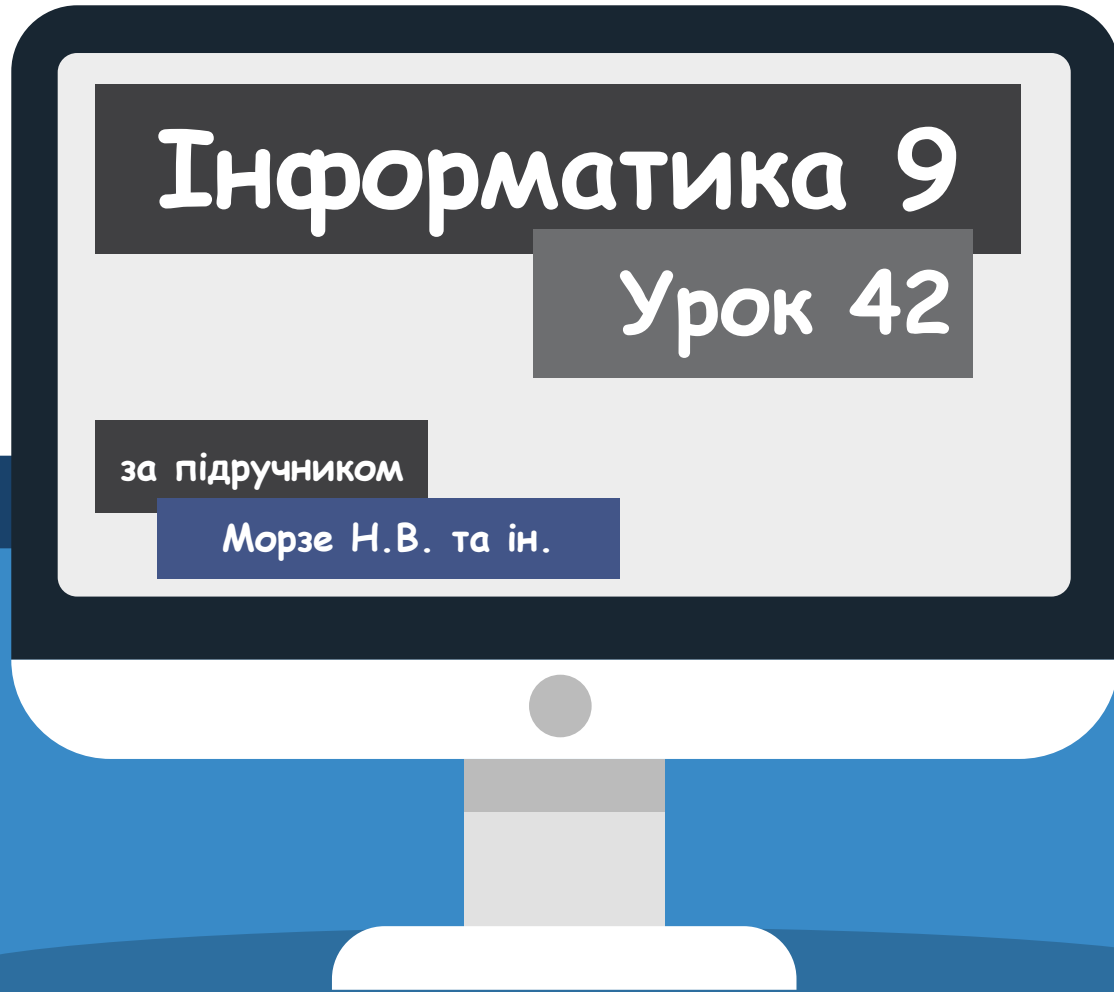 Інформатика 9
Урок 42
за підручником
Морзе Н.В. та ін.